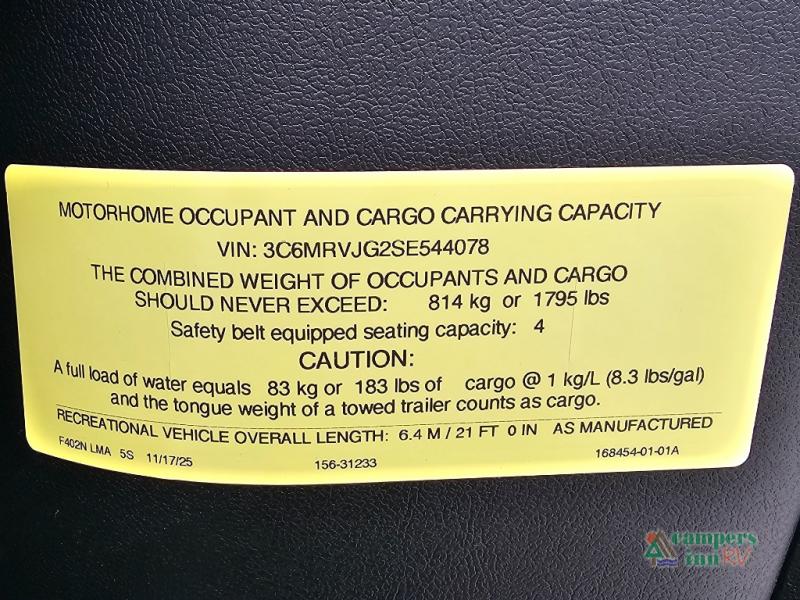 MOTORHOME OCCUPANT AND CARGO CARRYING CAPACITY
VIN: 3C6MRVJG2SE544078
THE COMBINED WEIGHT OF OCCUPANTS AND CARGO
SHOULD NEVER EXCEED: 814 kg or 1795 lbs
Safety belt equipped seating capacity: 4
CAUTION:
A full load of water equals 83 kg or 183 lbs of cargo @ 1 kg/L (8.3 lbs/gal)
and the tongue weight of a towed trailer counts as cargo.
RECREATIONAL VEHICLE OVERALL LENGTH: 6.4 M / 21 FT 0 IN AS MANUFACTURED
F402N LMA 5S 11/17/25 156-31233 168454-01-01A
campers
inn RV